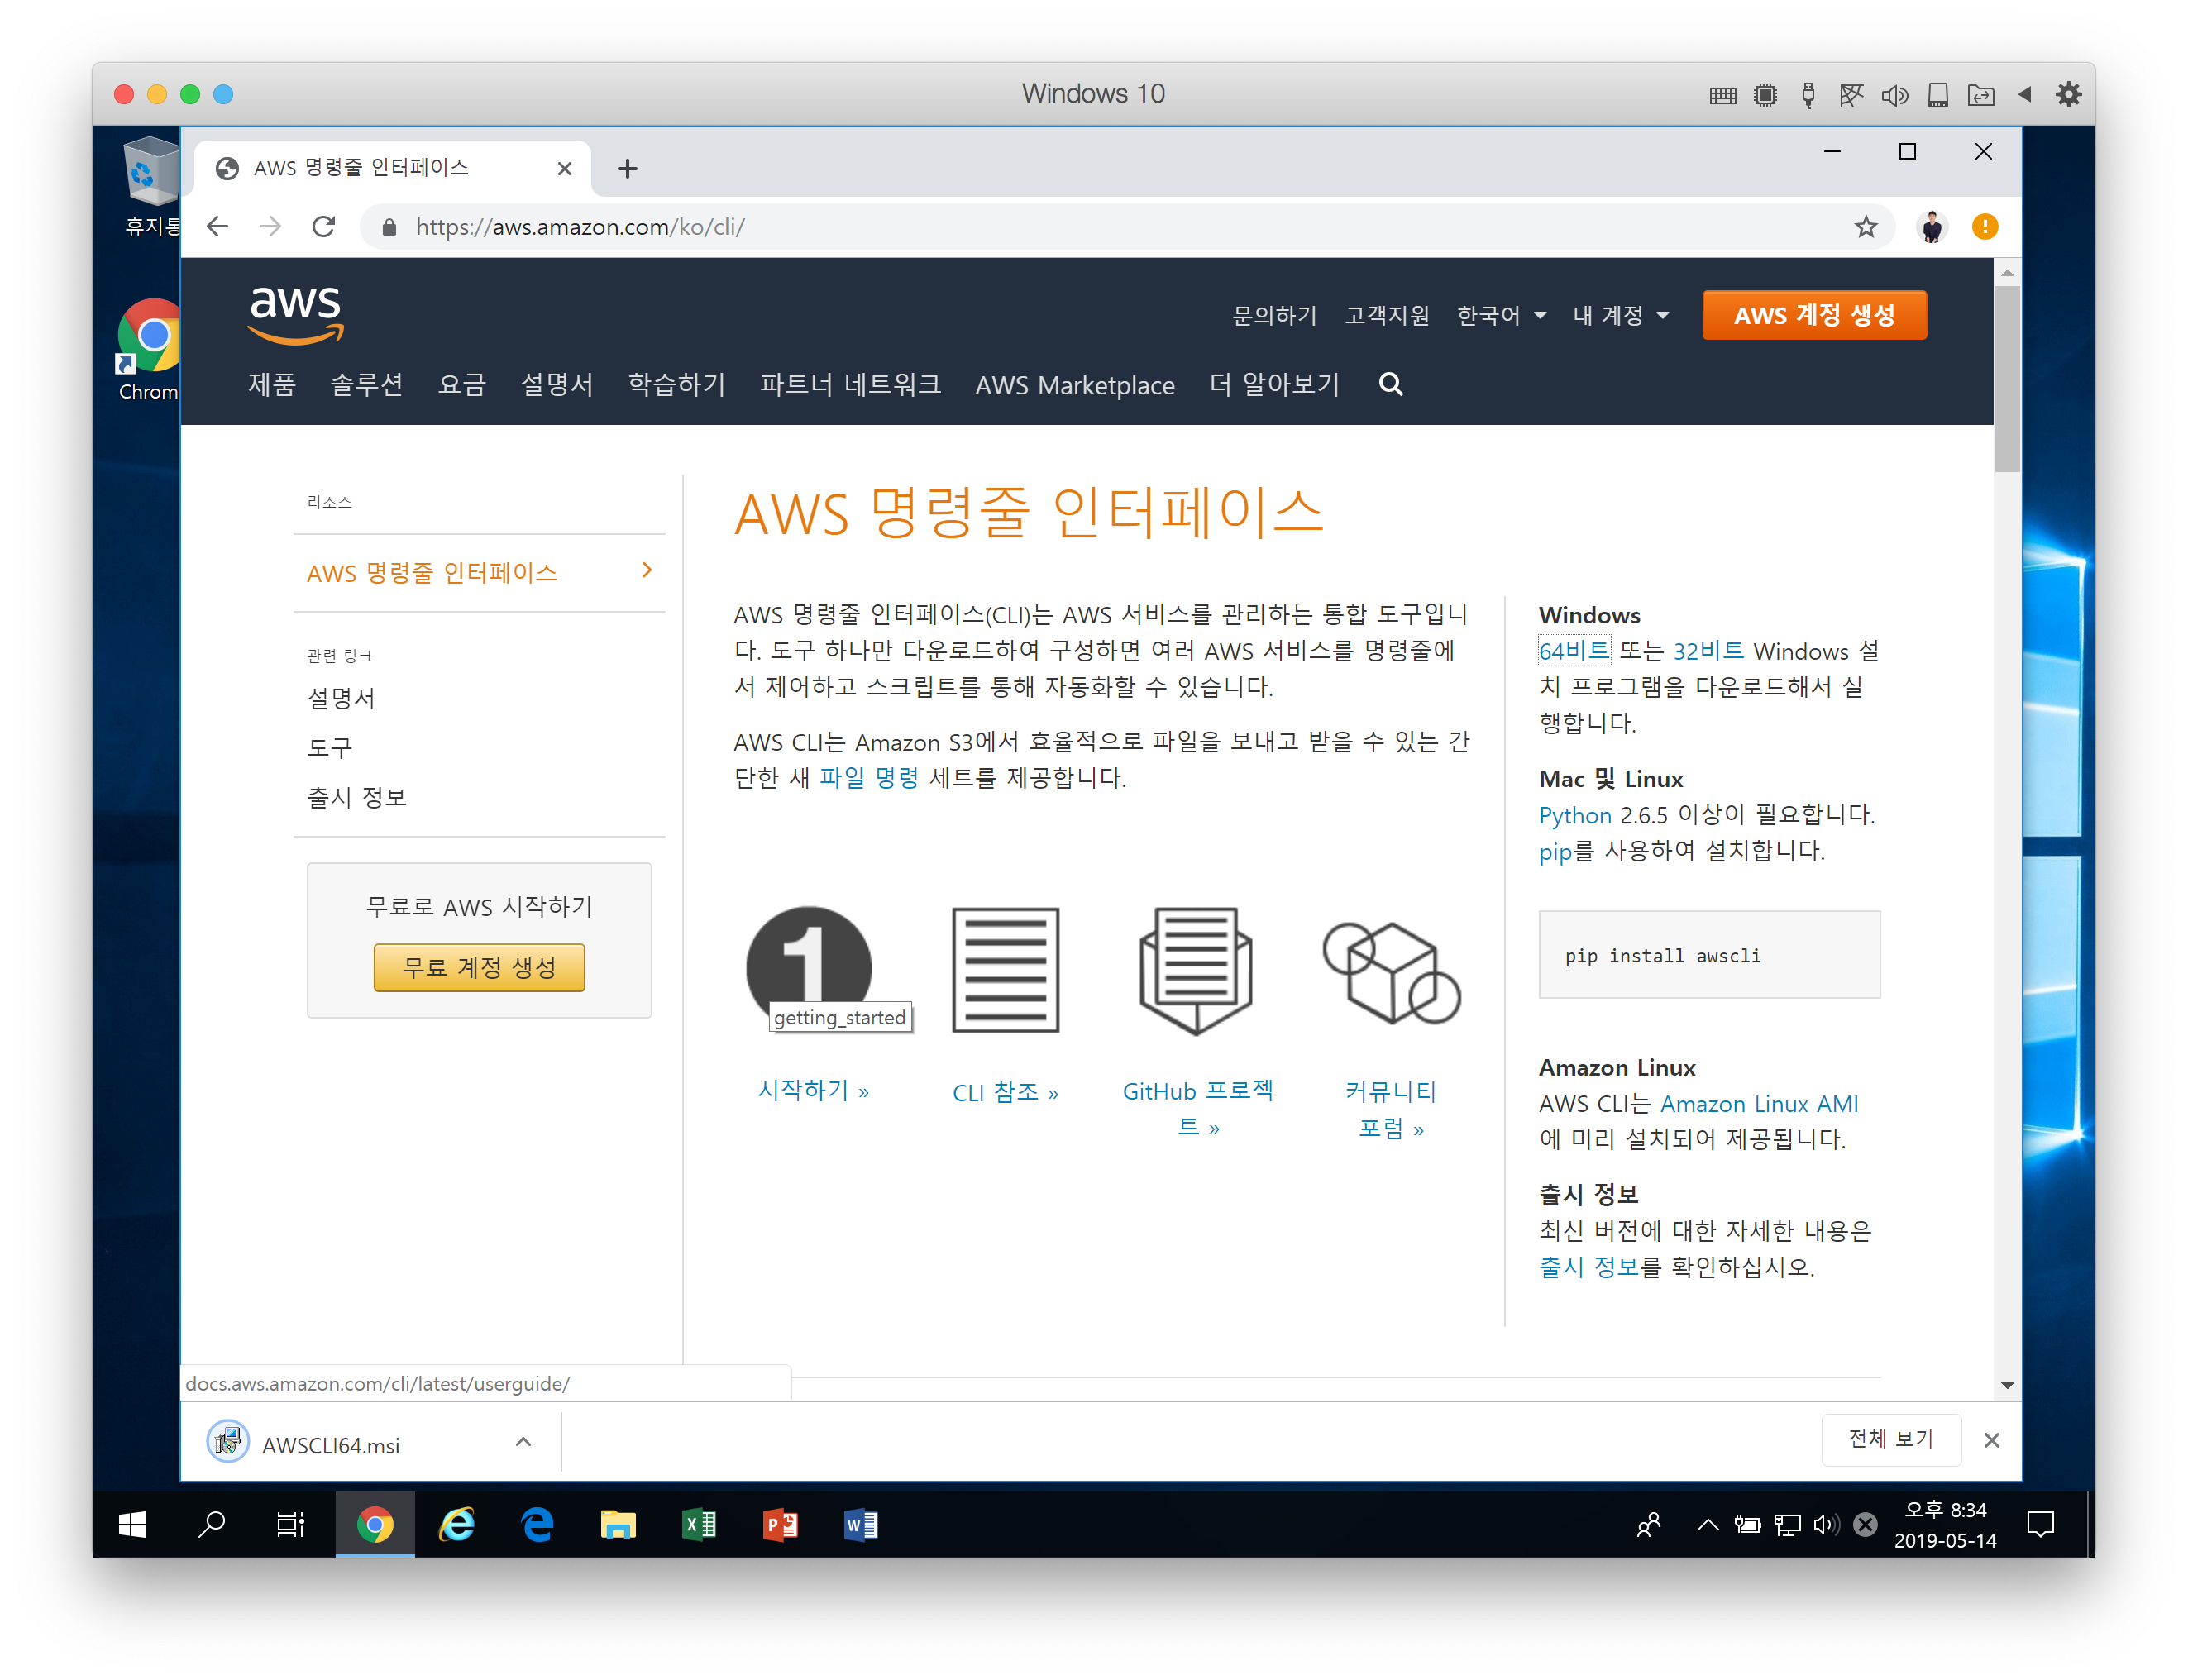 Windows 10
휴지통
Chrom
AWS 명령줄 인터페이스
https://aws.amazon.com/ko/cli/
aws
문의하기 고객지원 한국어 내 계정 AWS 계정 생성
제품 솔루션 요금 설명서 학습하기 파트너 네트워크 AWS Marketplace 더 알아보기
리소스
AWS 명령줄 인터페이스
관련 링크
설명서
도구
출시 정보
무료로 AWS 시작하기
무료 계정 생성
AWS 명령줄 인터페이스
AWS 명령줄 인터페이스(CLI)는 AWS 서비스를 관리하는 통합 도구입니
다. 도구 하나만 다운로드하여 구성하면 여러 AWS 서비스를 명령줄에
서 제어하고 스크립트를 통해 자동화할 수 있습니다.
AWS CLI는 Amazon S3에서 효율적으로 파일을 보내고 받을 수 있는 간
단한 새 파일 명령 세트를 제공합니다.
1
getting_started
시작하기 »
CLI 참조 »
GitHub 프로젝
트 »
커뮤니티
포럼 »
Windows
64비트 또는 32비트 Windows 설
치 프로그램을 다운로드해서 실
행합니다.
Mac 및 Linux
Python 2.6.5 이상이 필요합니다.
pip를 사용하여 설치합니다.
pip install awscli
Amazon Linux
AWS CLI는 Amazon Linux AMI
에 미리 설치되어 제공됩니다.
출시 정보
최신 버전에 대한 자세한 내용은
출시 정보를 확인하십시오.
docs.aws.amazon.com/cli/latest/userguide/
AWSCLI64.msi
전체 보기
오후 8:34
2019-05-14